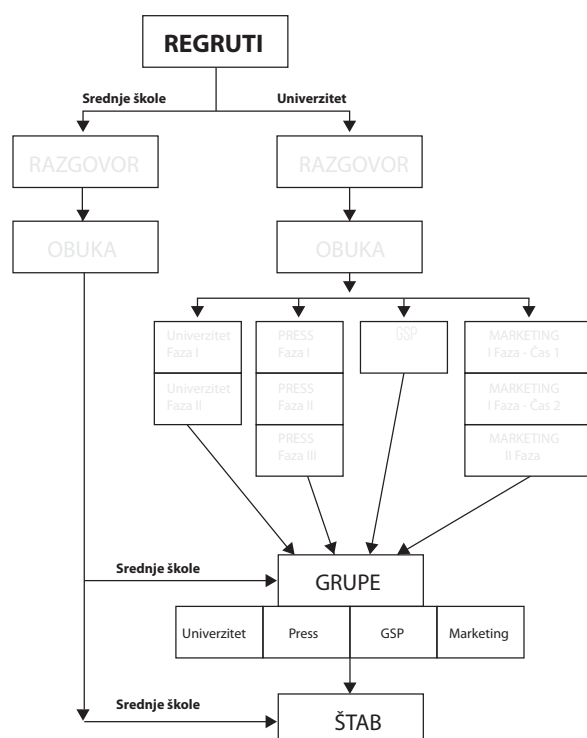 REGRUTI
Srednje škole
Univerzitet
RAZGOVOR
RAZGOVOR
OBUKA
OBUKA
Univerzitet
Faza I
PRESS
Faza I
GSP
MARKETING
I Faza - Čas 1
Univerzitet
Faza II
PRESS
Faza II
MARKETING
I Faza - Čas 2
PRESS
Faza III
MARKETING
II Faza
Srednje škole
GRUPE
Univerzitet
Press
GSP
Marketing
Srednje škole
ŠTAB